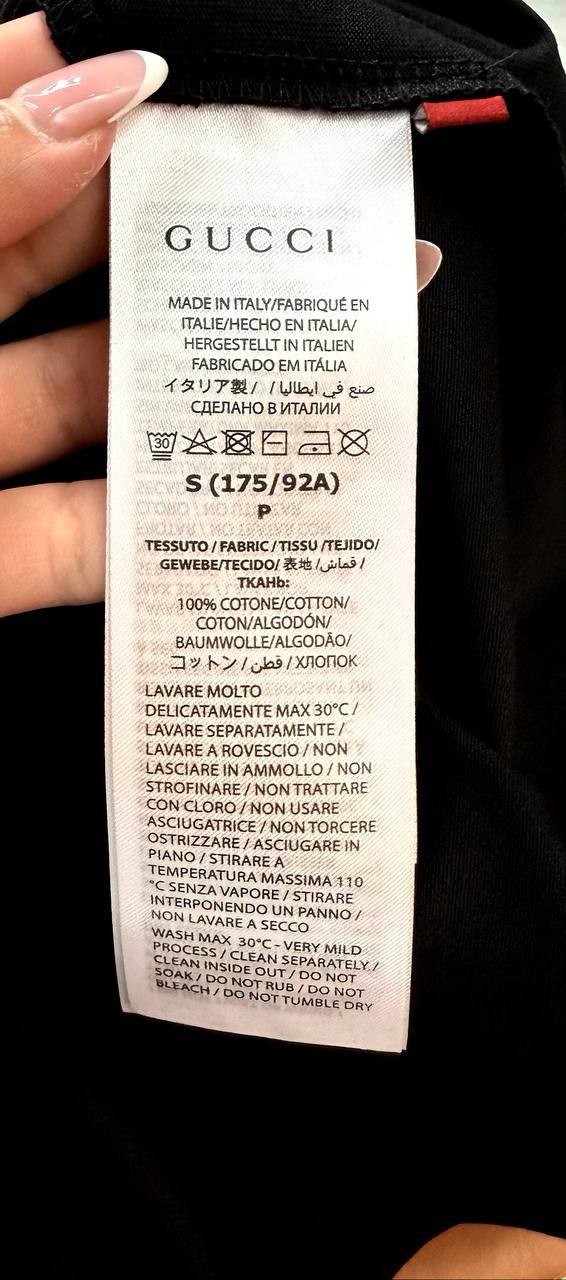 GUCCI
MADE IN ITALY/FABRIQUÉ EN
ITALIE/HECHO EN ITALIA/
HERGESTELLT IN ITALIEN
FABRICADO EM ITÁLIA
イタリア製 / / صنع في ايطاليا
СДЕЛАНО В ИТАЛИИ
30
S (175/92A)
P
TESSUTO / FABRIC / TISSU /TEJIDO/
GEWEBE/TECIDO/ 表地 / قماش /
ТКАНЬ:
100% COTONE/COTTON/
COTON/ALGODÓN/
BAUMWOLLE/ALGODÃO/
コットン / قطن / ХЛОПОК
LAVARE MOLTO
DELICATAMENTE MAX 30°C /
LAVARE SEPARATAMENTE /
LAVARE A ROVESCIO / NON
LASCIARE IN AMMOLLO / NON
STROFINARE / NON TRATTARE
CON CLORO / NON USARE
ASCIUGATRICE / NON TORCERE
O STRIZZARE / ASCIUGARE IN
PIANO / STIRARE A
TEMPERATURA MASSIMA 110
°C SENZA VAPORE / STIRARE
INTERPONENDO UN PANNO /
NON LAVARE A SECCO
WASH MAX 30°C - VERY MILD
PROCESS / CLEAN SEPARATELY /
CLEAN INSIDE OUT / DO NOT
SOAK / DO NOT RUB / DO NOT
BLEACH / DO NOT TUMBLE DRY